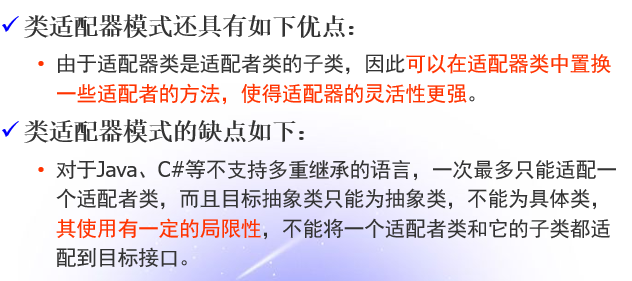 ✓ 类适配器模式还具有如下优点：
• 由于适配器类是适配者类的子类，因此可以在适配器类中置换
一些适配者的方法，使得适配器的灵活性更强。
✓ 类适配器模式的缺点如下：
• 对于Java、C#等不支持多重继承的语言，一次最多只能适配一
个适配者类，而且目标抽象类只能为抽象类，不能为具体类，
其使用有一定的局限性，不能将一个适配者类和它的子类都适
配到目标接口。